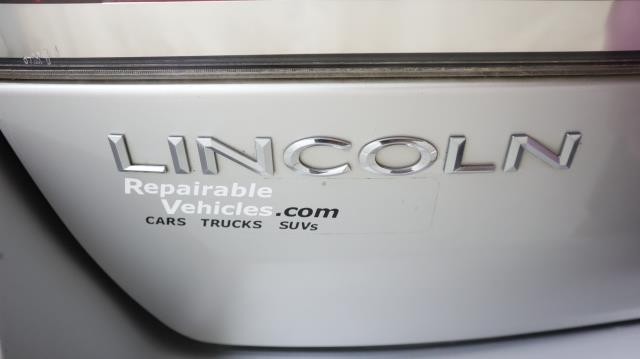 LINCOLN
Repairable
Vehicles.com
CARS TRUCKS SUVs